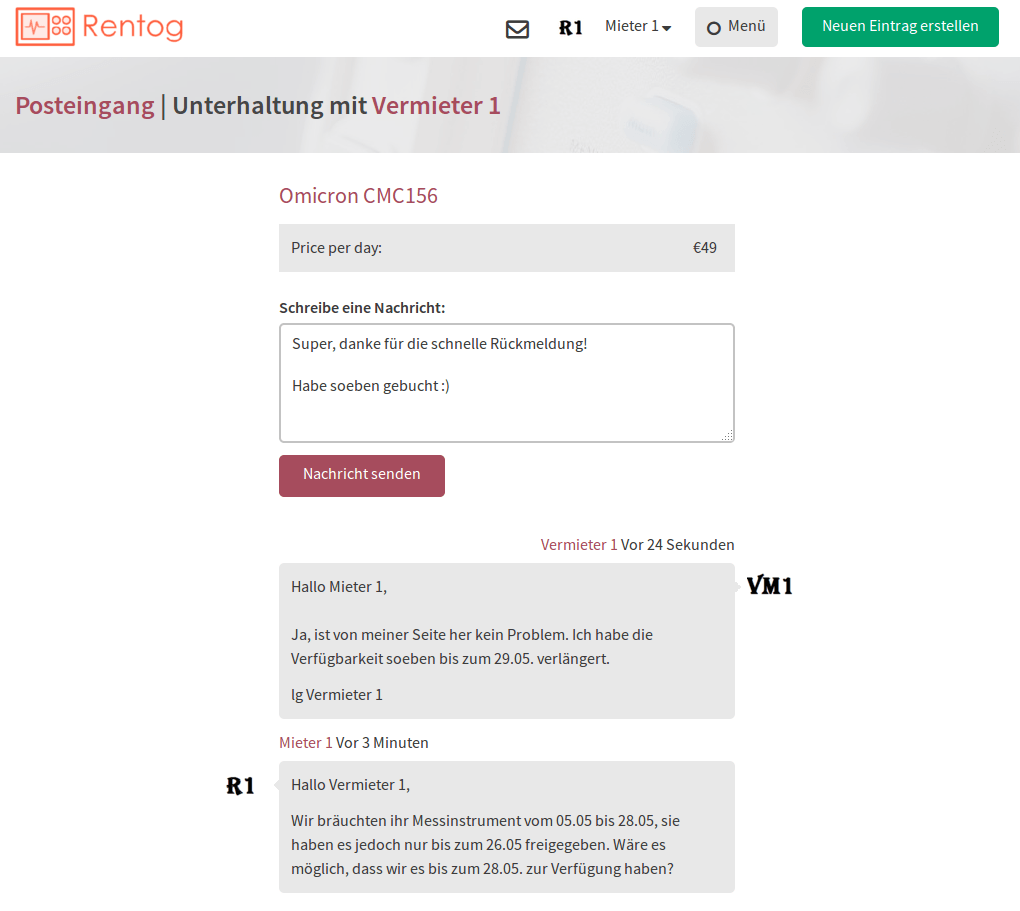 Rentog
R1
Mieter 1
Menü
Neuen Eintrag erstellen
Posteingang | Unterhaltung mit Vermieter 1
Omicron CMC156
Price per day: €49
Schreibe eine Nachricht:
Super, danke für die schnelle Rückmeldung!
Habe soeben gebucht :)
Nachricht senden
Vermieter 1 Vor 24 Sekunden
VM1
Hallo Mieter 1,
Ja, ist von meiner Seite her kein Problem. Ich habe die
Verfügbarkeit soeben bis zum 29.05. verlängert.
lg Vermieter 1
Mieter 1 Vor 3 Minuten
R1
Hallo Vermieter 1,
Wir bräuchten ihr Messinstrument vom 05.05 bis 28.05, sie
haben es jedoch nur bis zum 26.05 freigegeben. Wäre es
möglich, dass wir es bis zum 28.05. zur Verfügung haben?